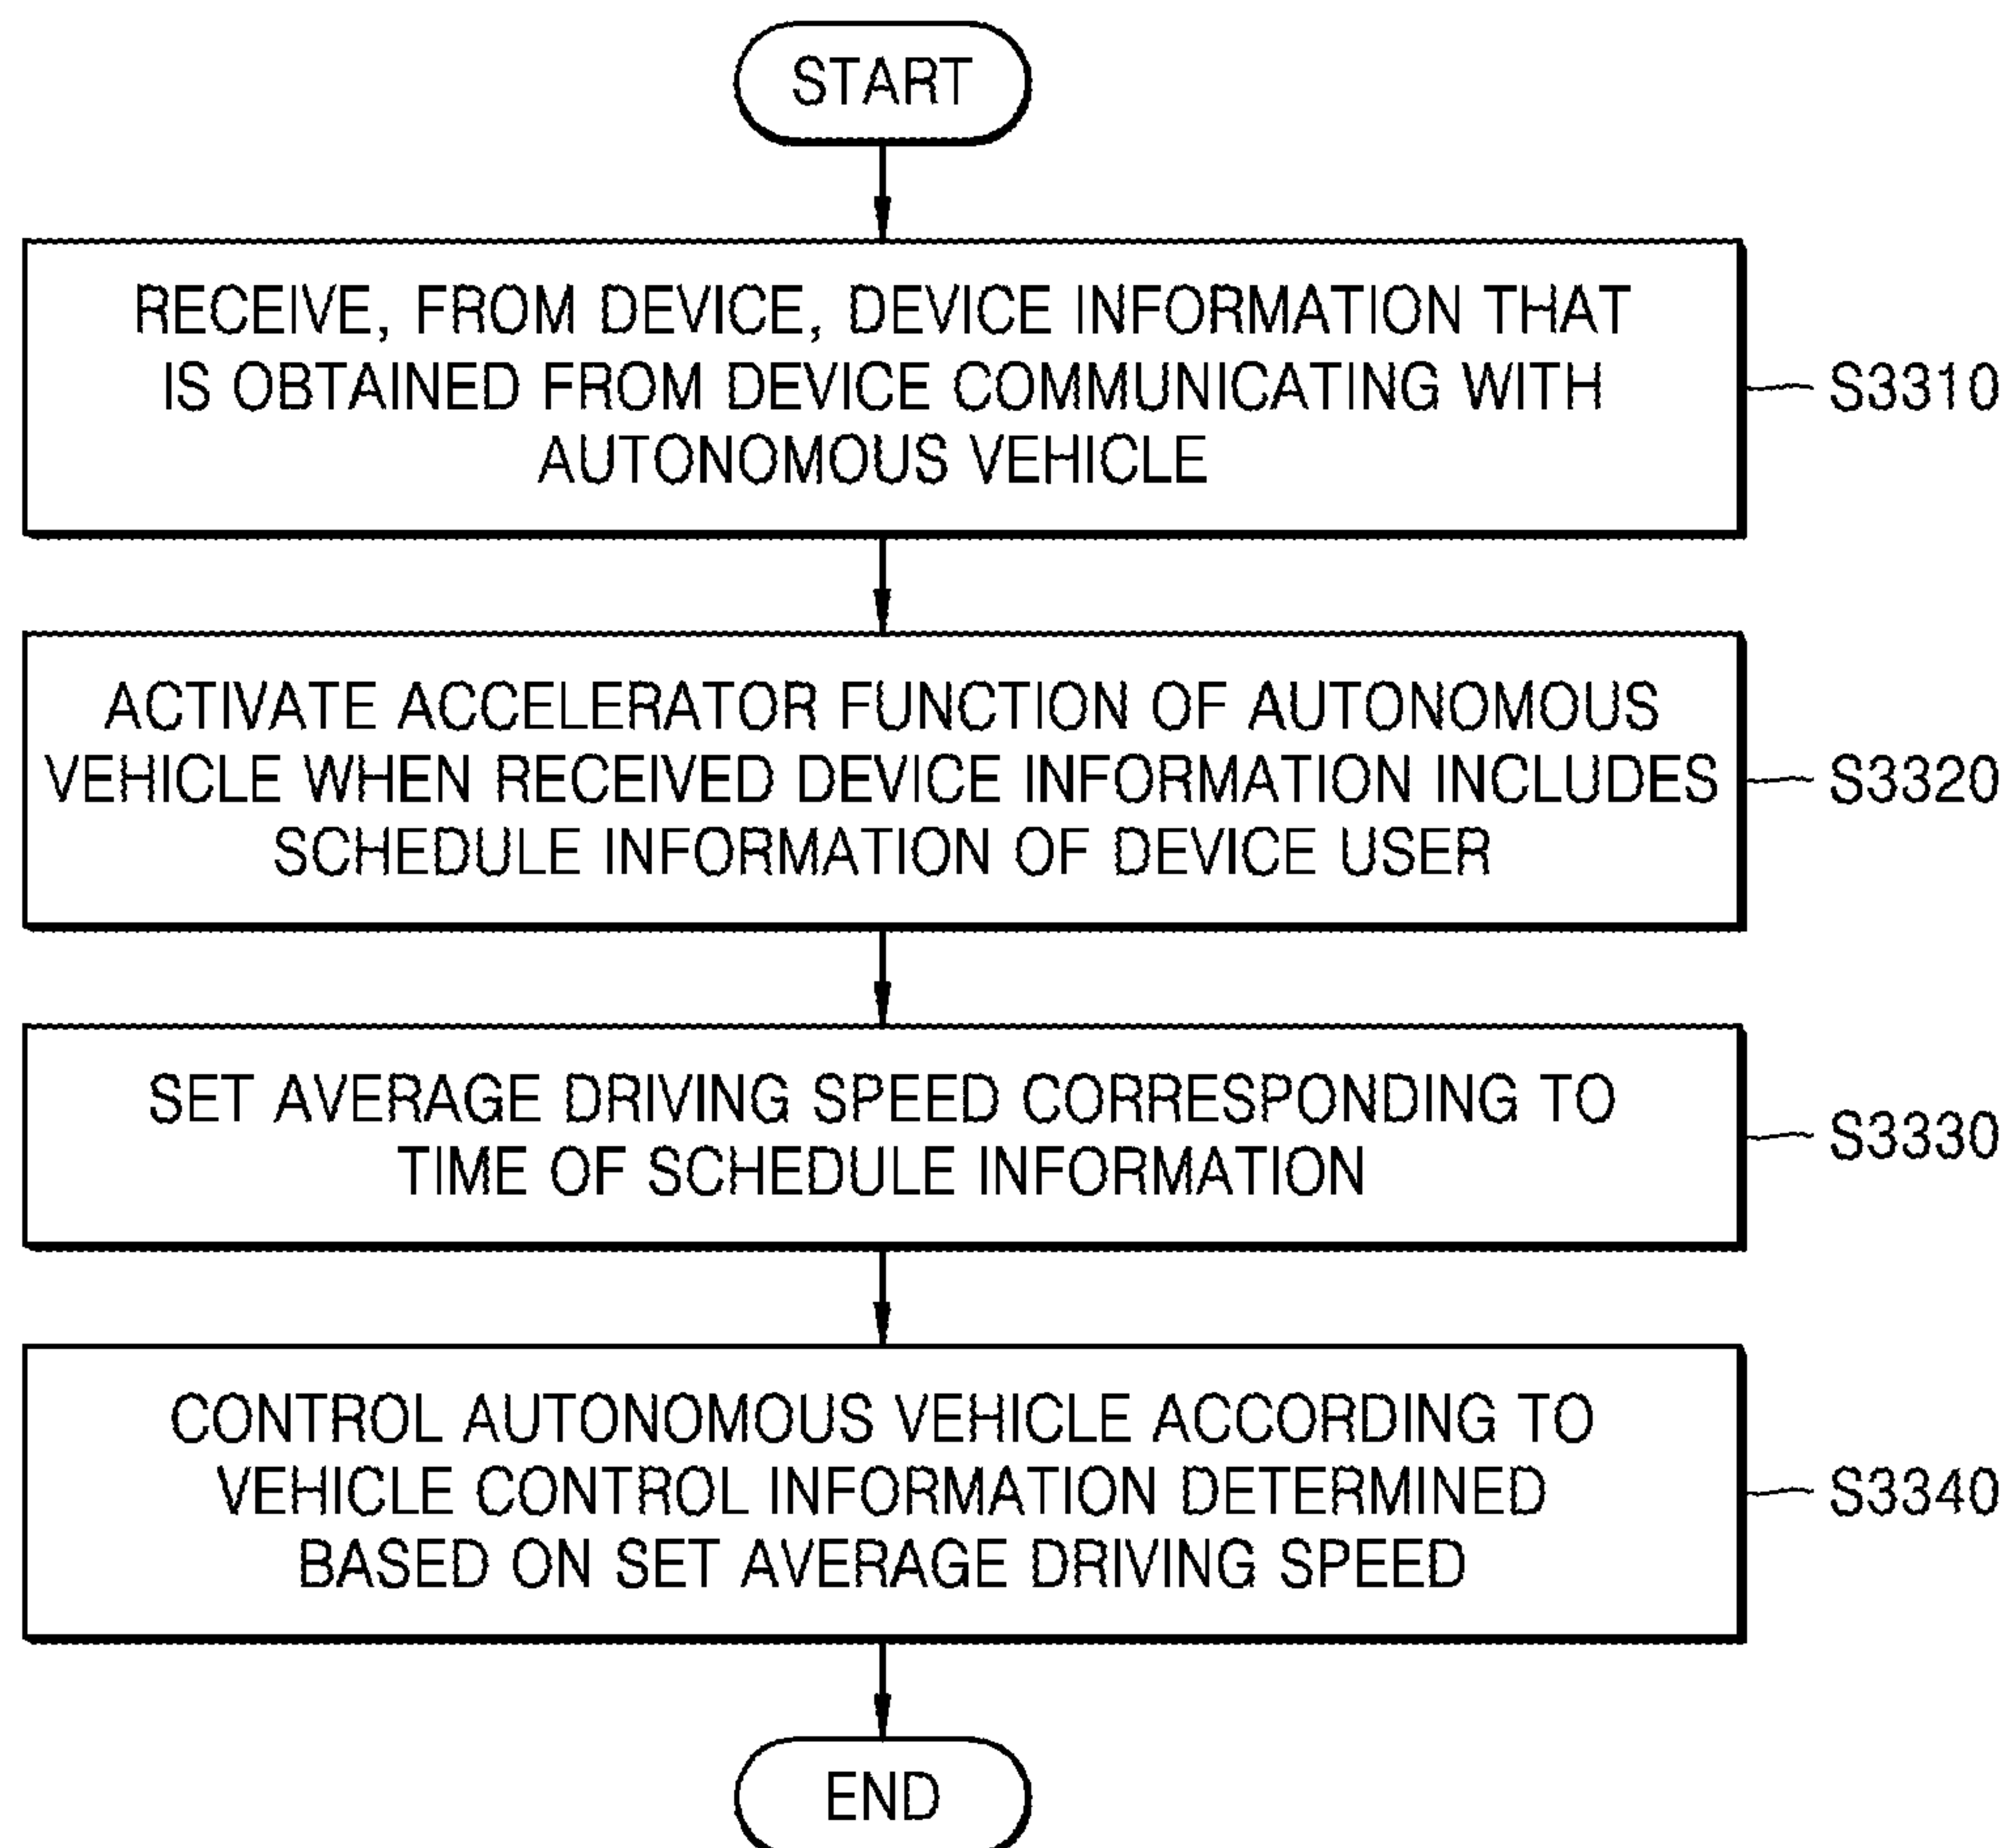 START
RECEIVE, FROM DEVICE, DEVICE INFORMATION THAT
IS OBTAINED FROM DEVICE COMMUNICATING WITH
AUTONOMOUS VEHICLE
S3310
ACTIVATE ACCELERATOR FUNCTION OF AUTONOMOUS
VEHICLE WHEN RECEIVED DEVICE INFORMATION INCLUDES
SCHEDULE INFORMATION OF DEVICE USER
S3320
SET AVERAGE DRIVING SPEED CORRESPONDING TO
TIME OF SCHEDULE INFORMATION
S3330
CONTROL AUTONOMOUS VEHICLE ACCORDING TO
VEHICLE CONTROL INFORMATION DETERMINED
BASED ON SET AVERAGE DRIVING SPEED
S3340
END